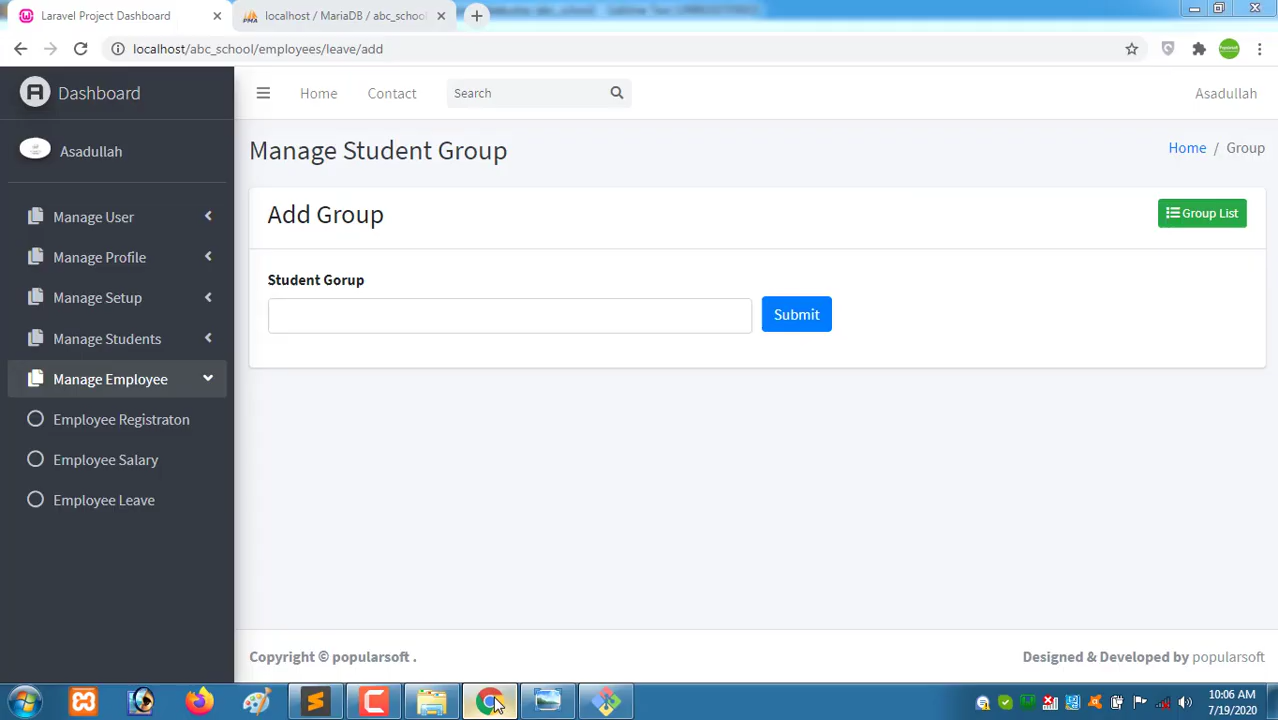 Laravel Project Dashboard
localhost / MariaDB / abc_school
localhost/abc_school/employees/leave/add
Dashboard
Home
Contact
Search
Asadullah
Asadullah
Manage Student Group
Home / Group
Manage User
Manage Profile
Manage Setup
Manage Students
Manage Employee
Employee Registraton
Employee Salary
Employee Leave
Add Group
Group List
Student Gorup
Submit
Copyright © popularsoft .
Designed & Developed by popularsoft
10:06 AM
7/19/2020